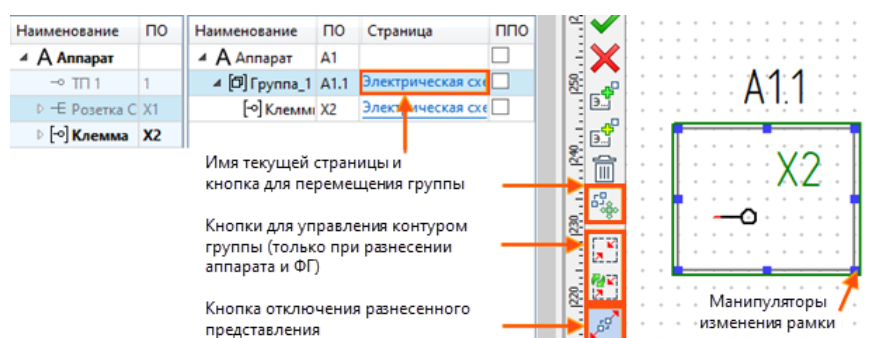 Наименование ПО
А Аппарат
ТП 1 1
Розетка С X1
Клемма X2
Наименование ПО Страница ППО
А Аппарат A1
Группа_1 A1.1 Электрическая схе
Клемм X2 Электрическая схе
Имя текущей страницы и
кнопка для перемещения группы
Кнопки для управления контуром
группы (только при разнесении
аппарата и ФГ)
Кнопка отключения разнесенного
представления
250
240
230
220
Э...
Э...
A1.1
X2
Манипуляторы
изменения рамки